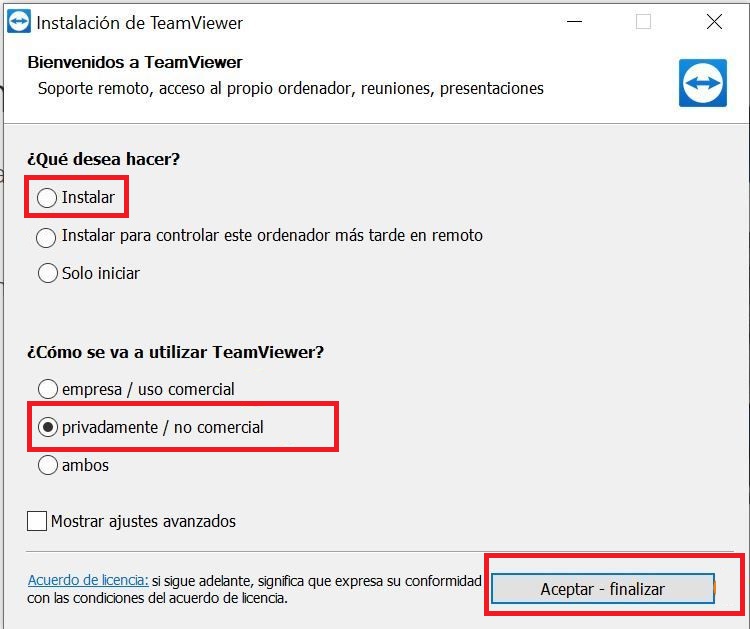 Instalación de TeamViewer
Bienvenidos a TeamViewer
Soporte remoto, acceso al propio ordenador, reuniones, presentaciones
¿Qué desea hacer?
Instalar
Instalar para controlar este ordenador más tarde en remoto
Solo iniciar
¿Cómo se va a utilizar TeamViewer?
empresa / uso comercial
privadamente / no comercial
ambos
Mostrar ajustes avanzados
Acuerdo de licencia: si sigue adelante, significa que expresa su conformidad
con las condiciones del acuerdo de licencia.
Aceptar - finalizar